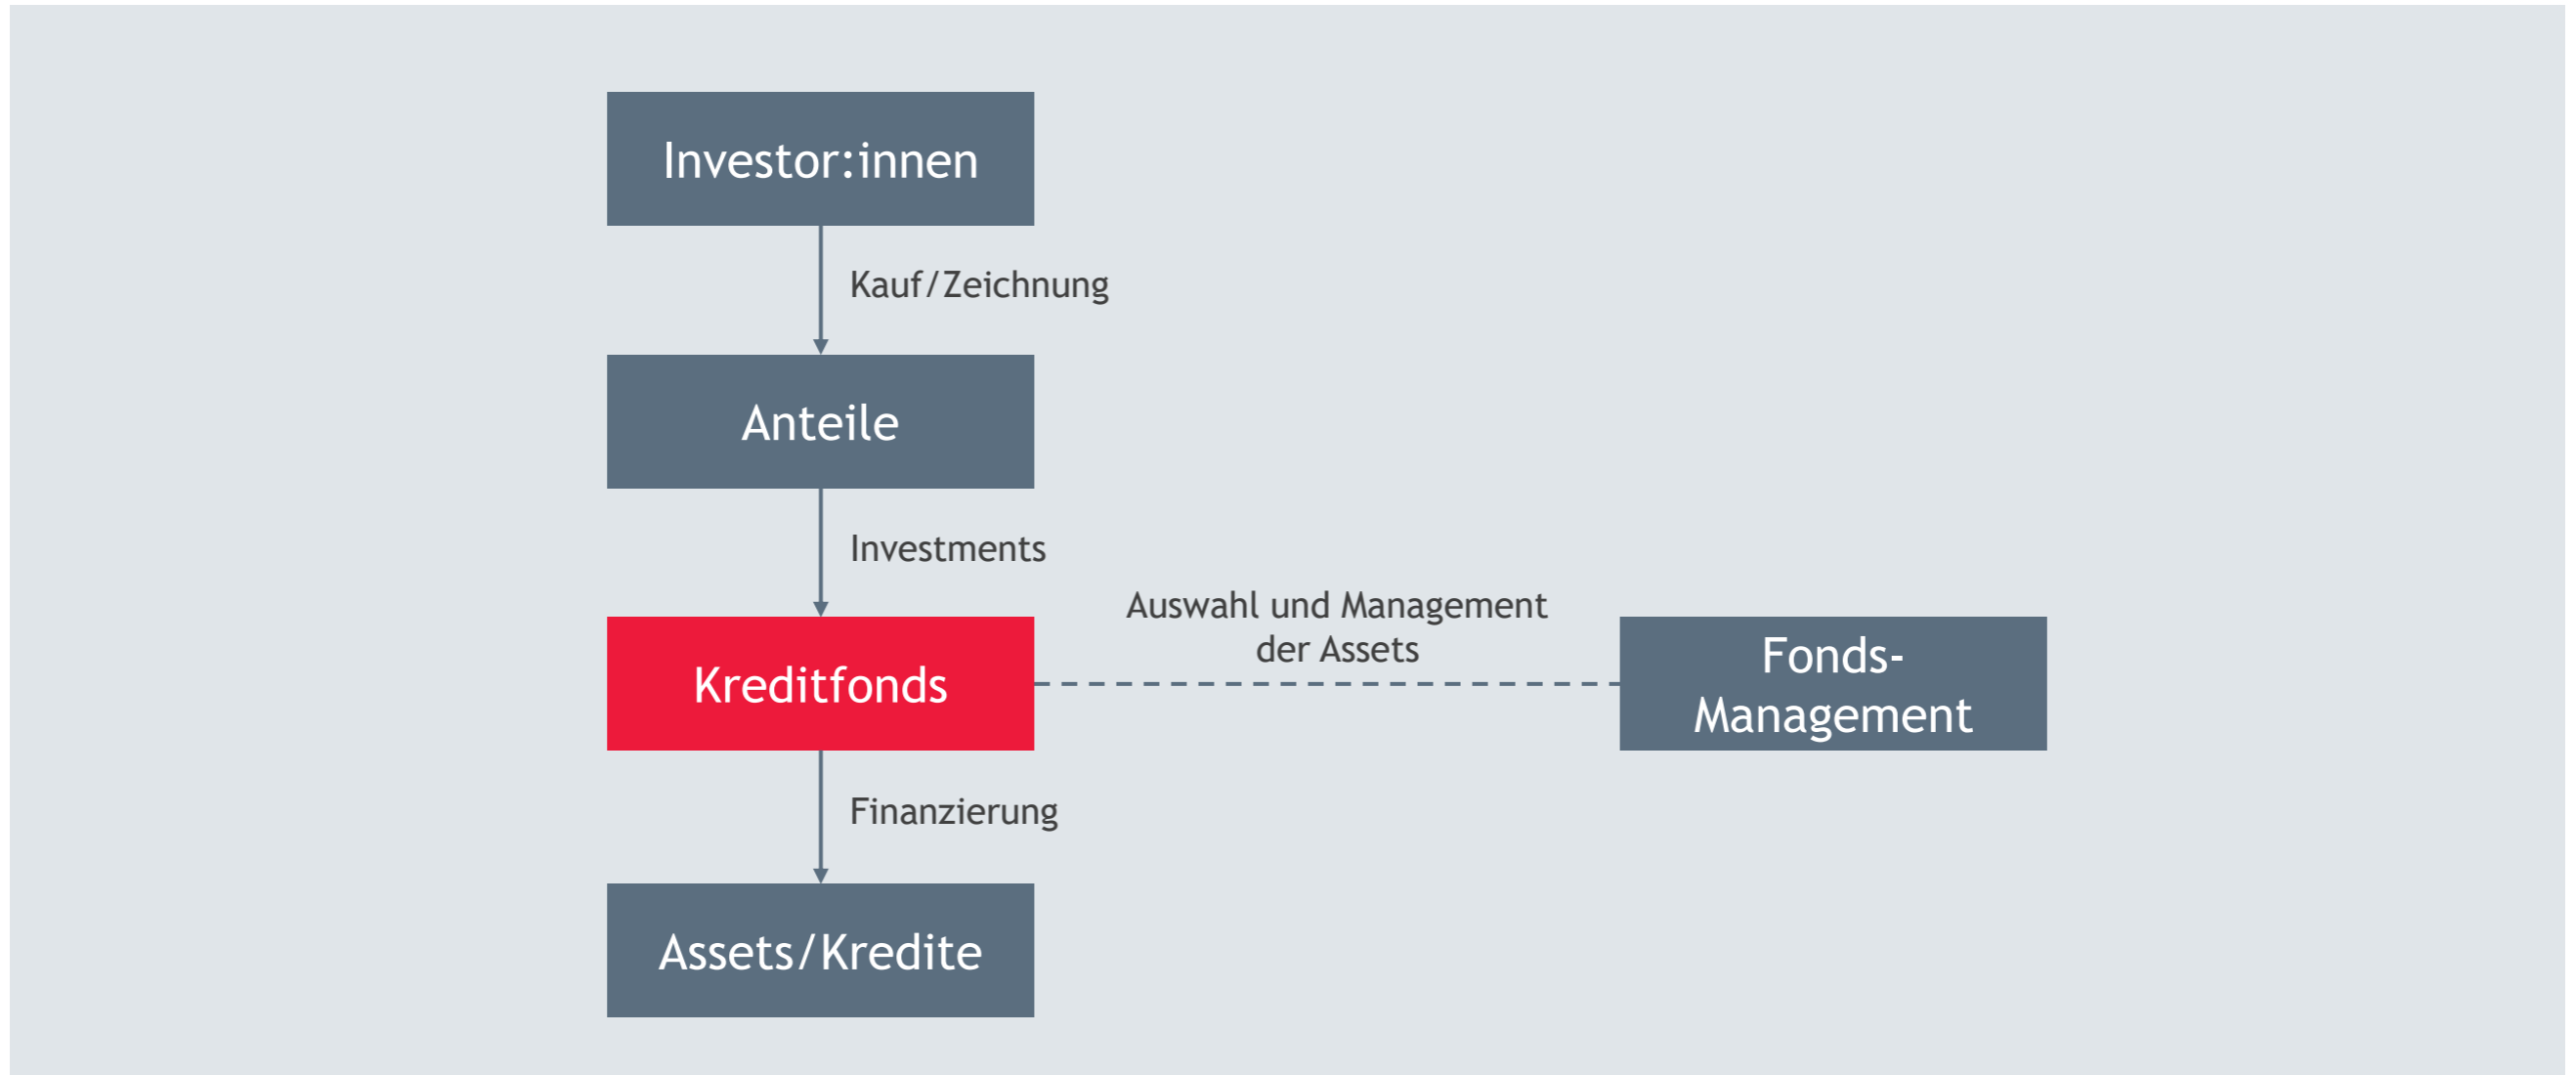 Investor:innen
Kauf/Zeichnung
Anteile
Investments
Auswahl und Management
der Assets
Kreditfonds
Fonds-
Management
Finanzierung
Assets/Kredite